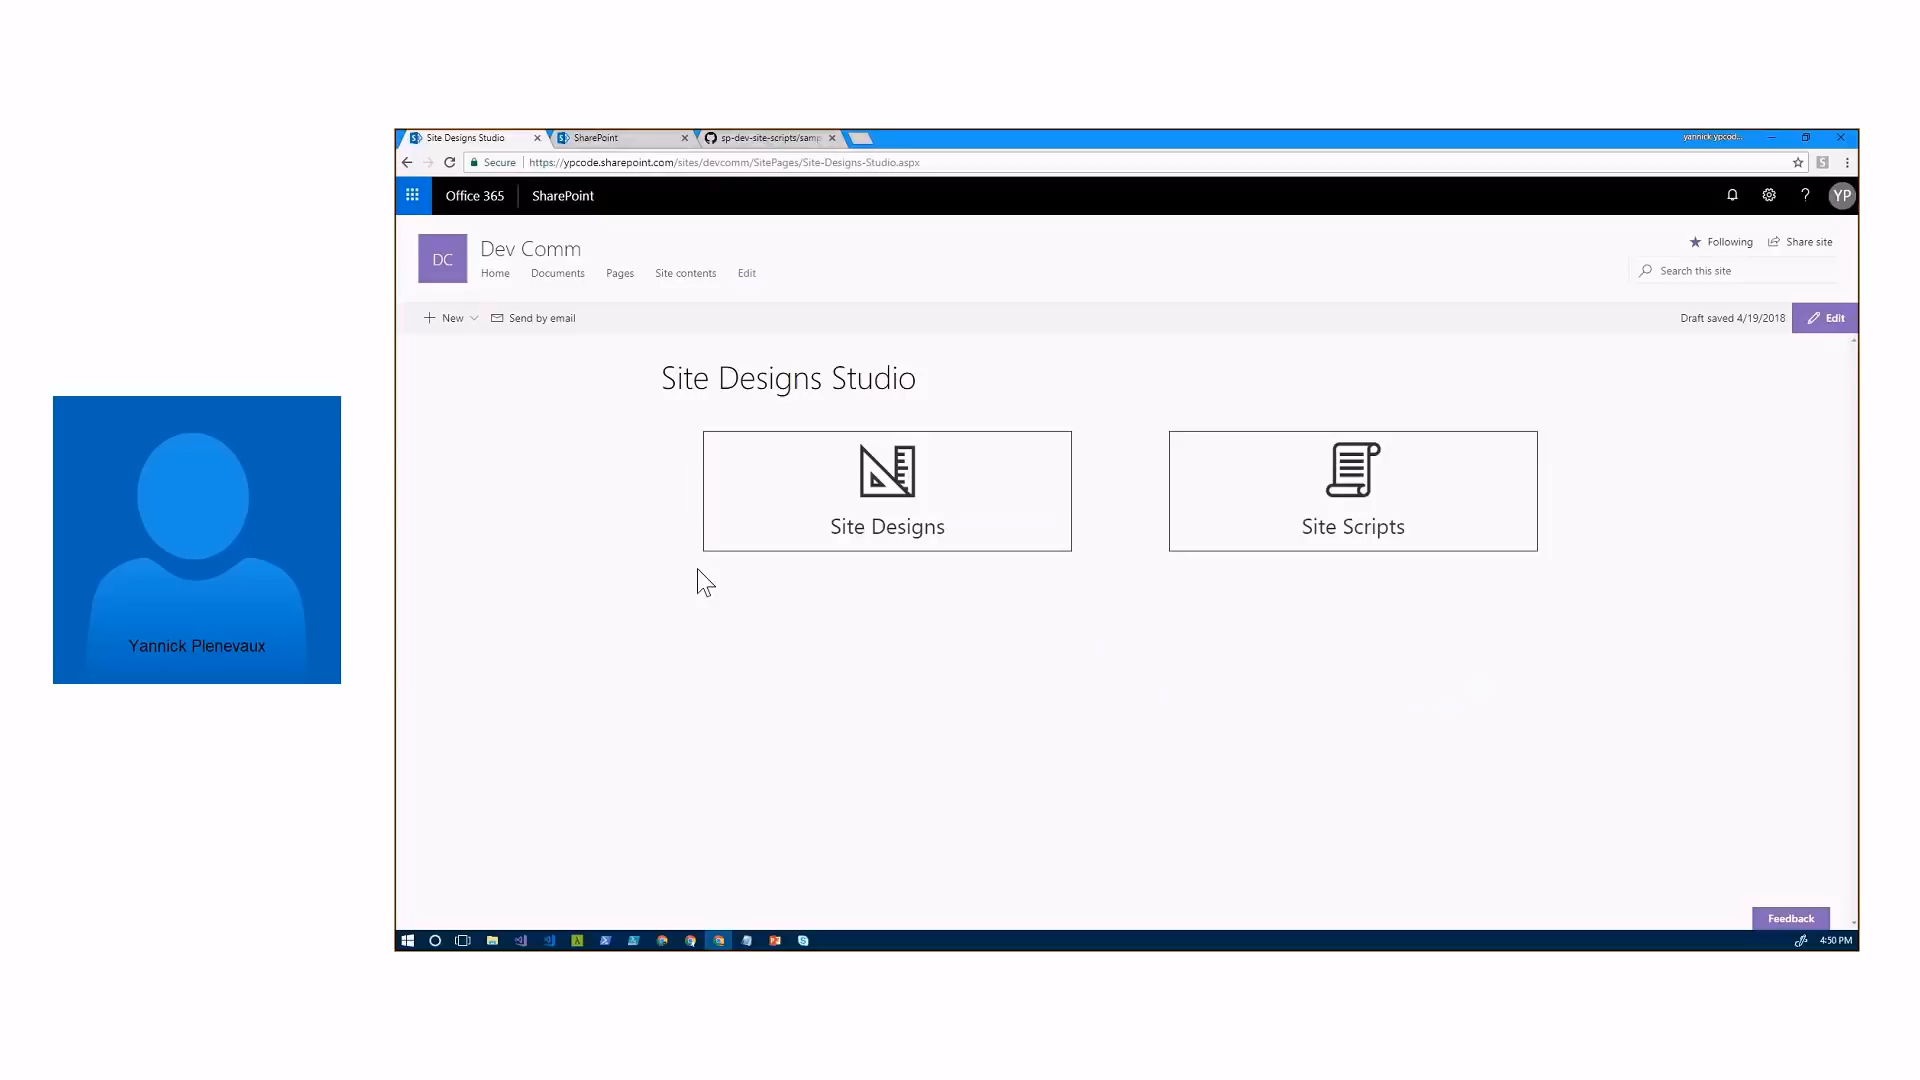 Site Designs Studio
SharePoint
sp-dev-site-scripts/samp
yannick ypcod...
Secure
https://ypcode.sharepoint.com/sites/devcomm/SitePages/Site-Designs-Studio.aspx
Office 365
SharePoint
?
YP
DC
Dev Comm
Following
Share site
Home
Documents
Pages
Site contents
Edit
Search this site
New
Send by email
Draft saved 4/19/2018
Edit
Site Designs Studio
Site Designs
Site Scripts
Yannick Plenevaux
Feedback
4:50 PM